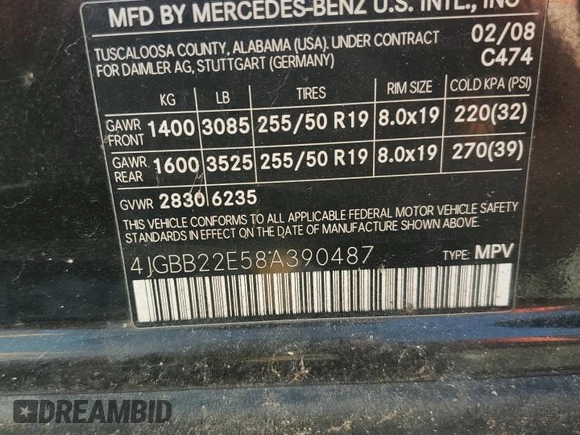 MFD BY MERCEDES-BENZ U.S. INTL., INC
TUSCALOOSA COUNTY, ALABAMA (USA). UNDER CONTRACT 02/08
FOR DAIMLER AG, STUTTGART (GERMANY) C474
KG LB TIRES RIM SIZE COLD KPA (PSI)
GAWR FRONT 1400 3085 255/50 R19 8.0x19 220(32)
GAWR REAR 1600 3525 255/50 R19 8.0x19 270(39)
GVWR 2830 6235
THIS VEHICLE CONFORMS TO ALL APPLICABLE FEDERAL MOTOR VEHICLE SAFETY
STANDARDS IN EFFECT ON THE DATE OF MANUFACTURE SHOWN ABOVE.
4JGBB22E58A390487 TYPE: MPV
DREAMBID